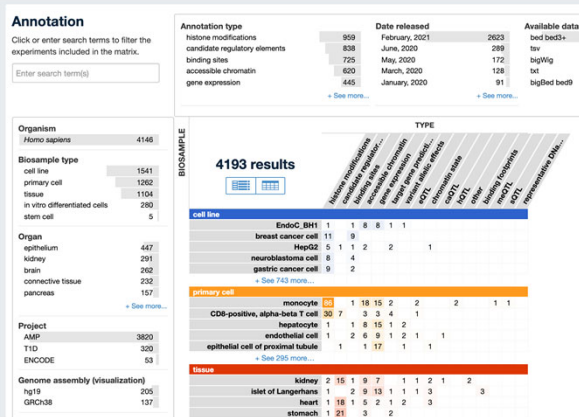 Annotation
Click or enter search terms to filter the
experiments included in the matrix.
Enter search term(s)
Annotation type
histone modifications 959
candidate regulatory elements 838
binding sites 725
accessible chromatin 620
gene expression 445
+ See more...
Date released
February, 2021 2623
June, 2020 289
May, 2020 172
March, 2020 128
January, 2020 91
+ See more...
Available data
bed bed3+
tsv
bigWig
txt
bigBed bed9
Organism
Homo sapiens 4146
Biosample type
cell line 1541
primary cell 1262
tissue 1104
in vitro differentiated cells 280
stem cell 5
Organ
epithelium 447
kidney 291
brain 262
connective tissue 232
pancreas 157
+ See more...
Project
AMP 3820
T1D 320
ENCODE 53
Genome assembly (visualization)
hg19 205
GRCh38 137
BIOSAMPLE
4193 results
TYPE
histone modifications
candidate regulator...
binding sites
accessible chromatin
gene expression
target gene predicti...
variant allelic effects
eQTL
chromatin state
caQTL
hQTL
other
binding footprints
meQTL
sQTL
representative DNa...
cell line
EndoC_BH1 1 1 8 8 1 1
breast cancer cell 11 9
HepG2 5 1 1 2 2 1
neuroblastoma cell 8 4
gastric cancer cell 9 2
+ See 743 more...
primary cell
monocyte 86 1 18 15 2 2 2 1 1
CD8-positive, alpha-beta T cell 30 7 3 3 4 1
hepatocyte 1 1 8 15 1 2
endothelial cell 1 2 6 9 1 2 1 1
epithelial cell of proximal tubule 1 1 17 1 1
+ See 295 more...
tissue
kidney 2 15 1 9 7 1 1 2 1 2
islet of Langerhans 1 2 9 13 1 1 1 3 3
heart 1 18 1 5 2 1 2 3
stomach 1 21 3 2